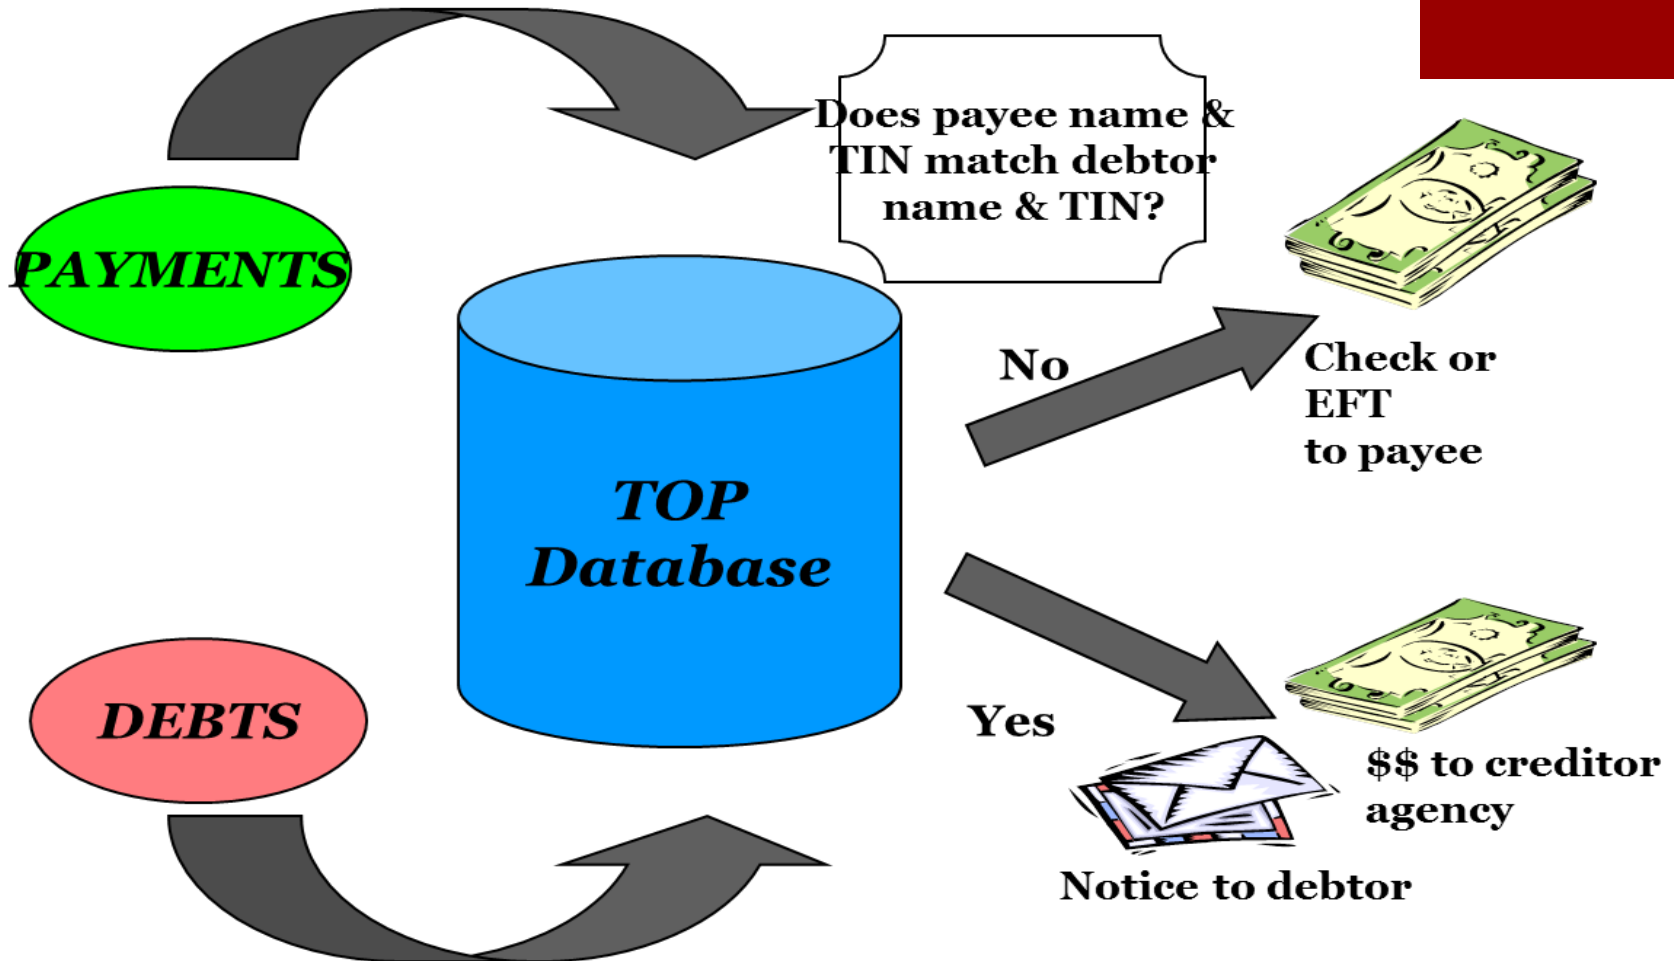 Does payee name &
TIN match debtor
name & TIN?
PAYMENTS
No
Check or
EFT
to payee
TOP
Database
DEBTS
Yes
$$ to creditor
agency
Notice to debtor